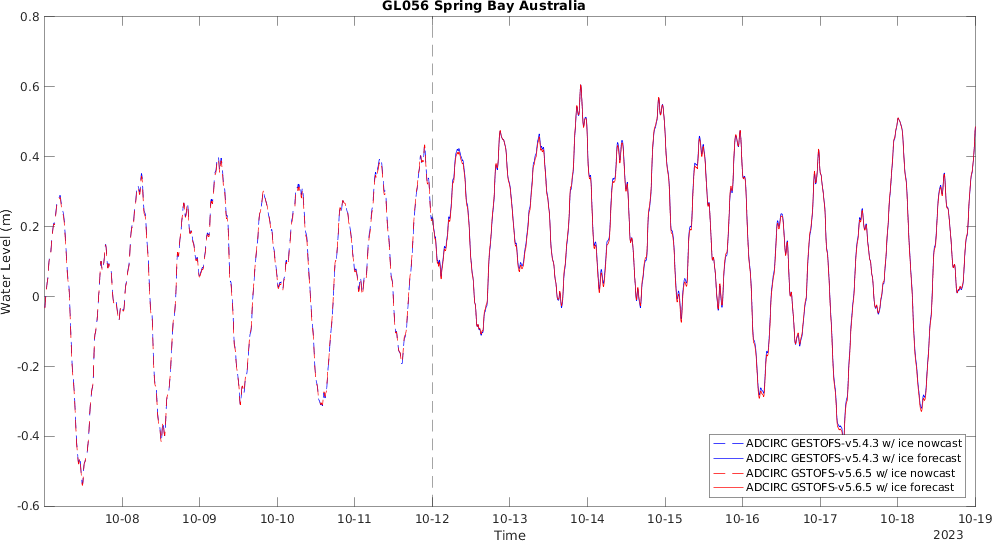 GL056 Spring Bay Australia
0.8
0.6
0.4
0.2
0
-0.2
-0.4
-0.6
Water Level (m)
ADCIRC GESTOFS-v5.4.3 w/ ice nowcast
ADCIRC GESTOFS-v5.4.3 w/ ice forecast
ADCIRC GSTOFS-v5.6.5 w/ ice nowcast
ADCIRC GSTOFS-v5.6.5 w/ ice forecast
10-08 10-09 10-10 10-11 10-12 10-13 10-14 10-15 10-16 10-17 10-18 10-19
Time
2023